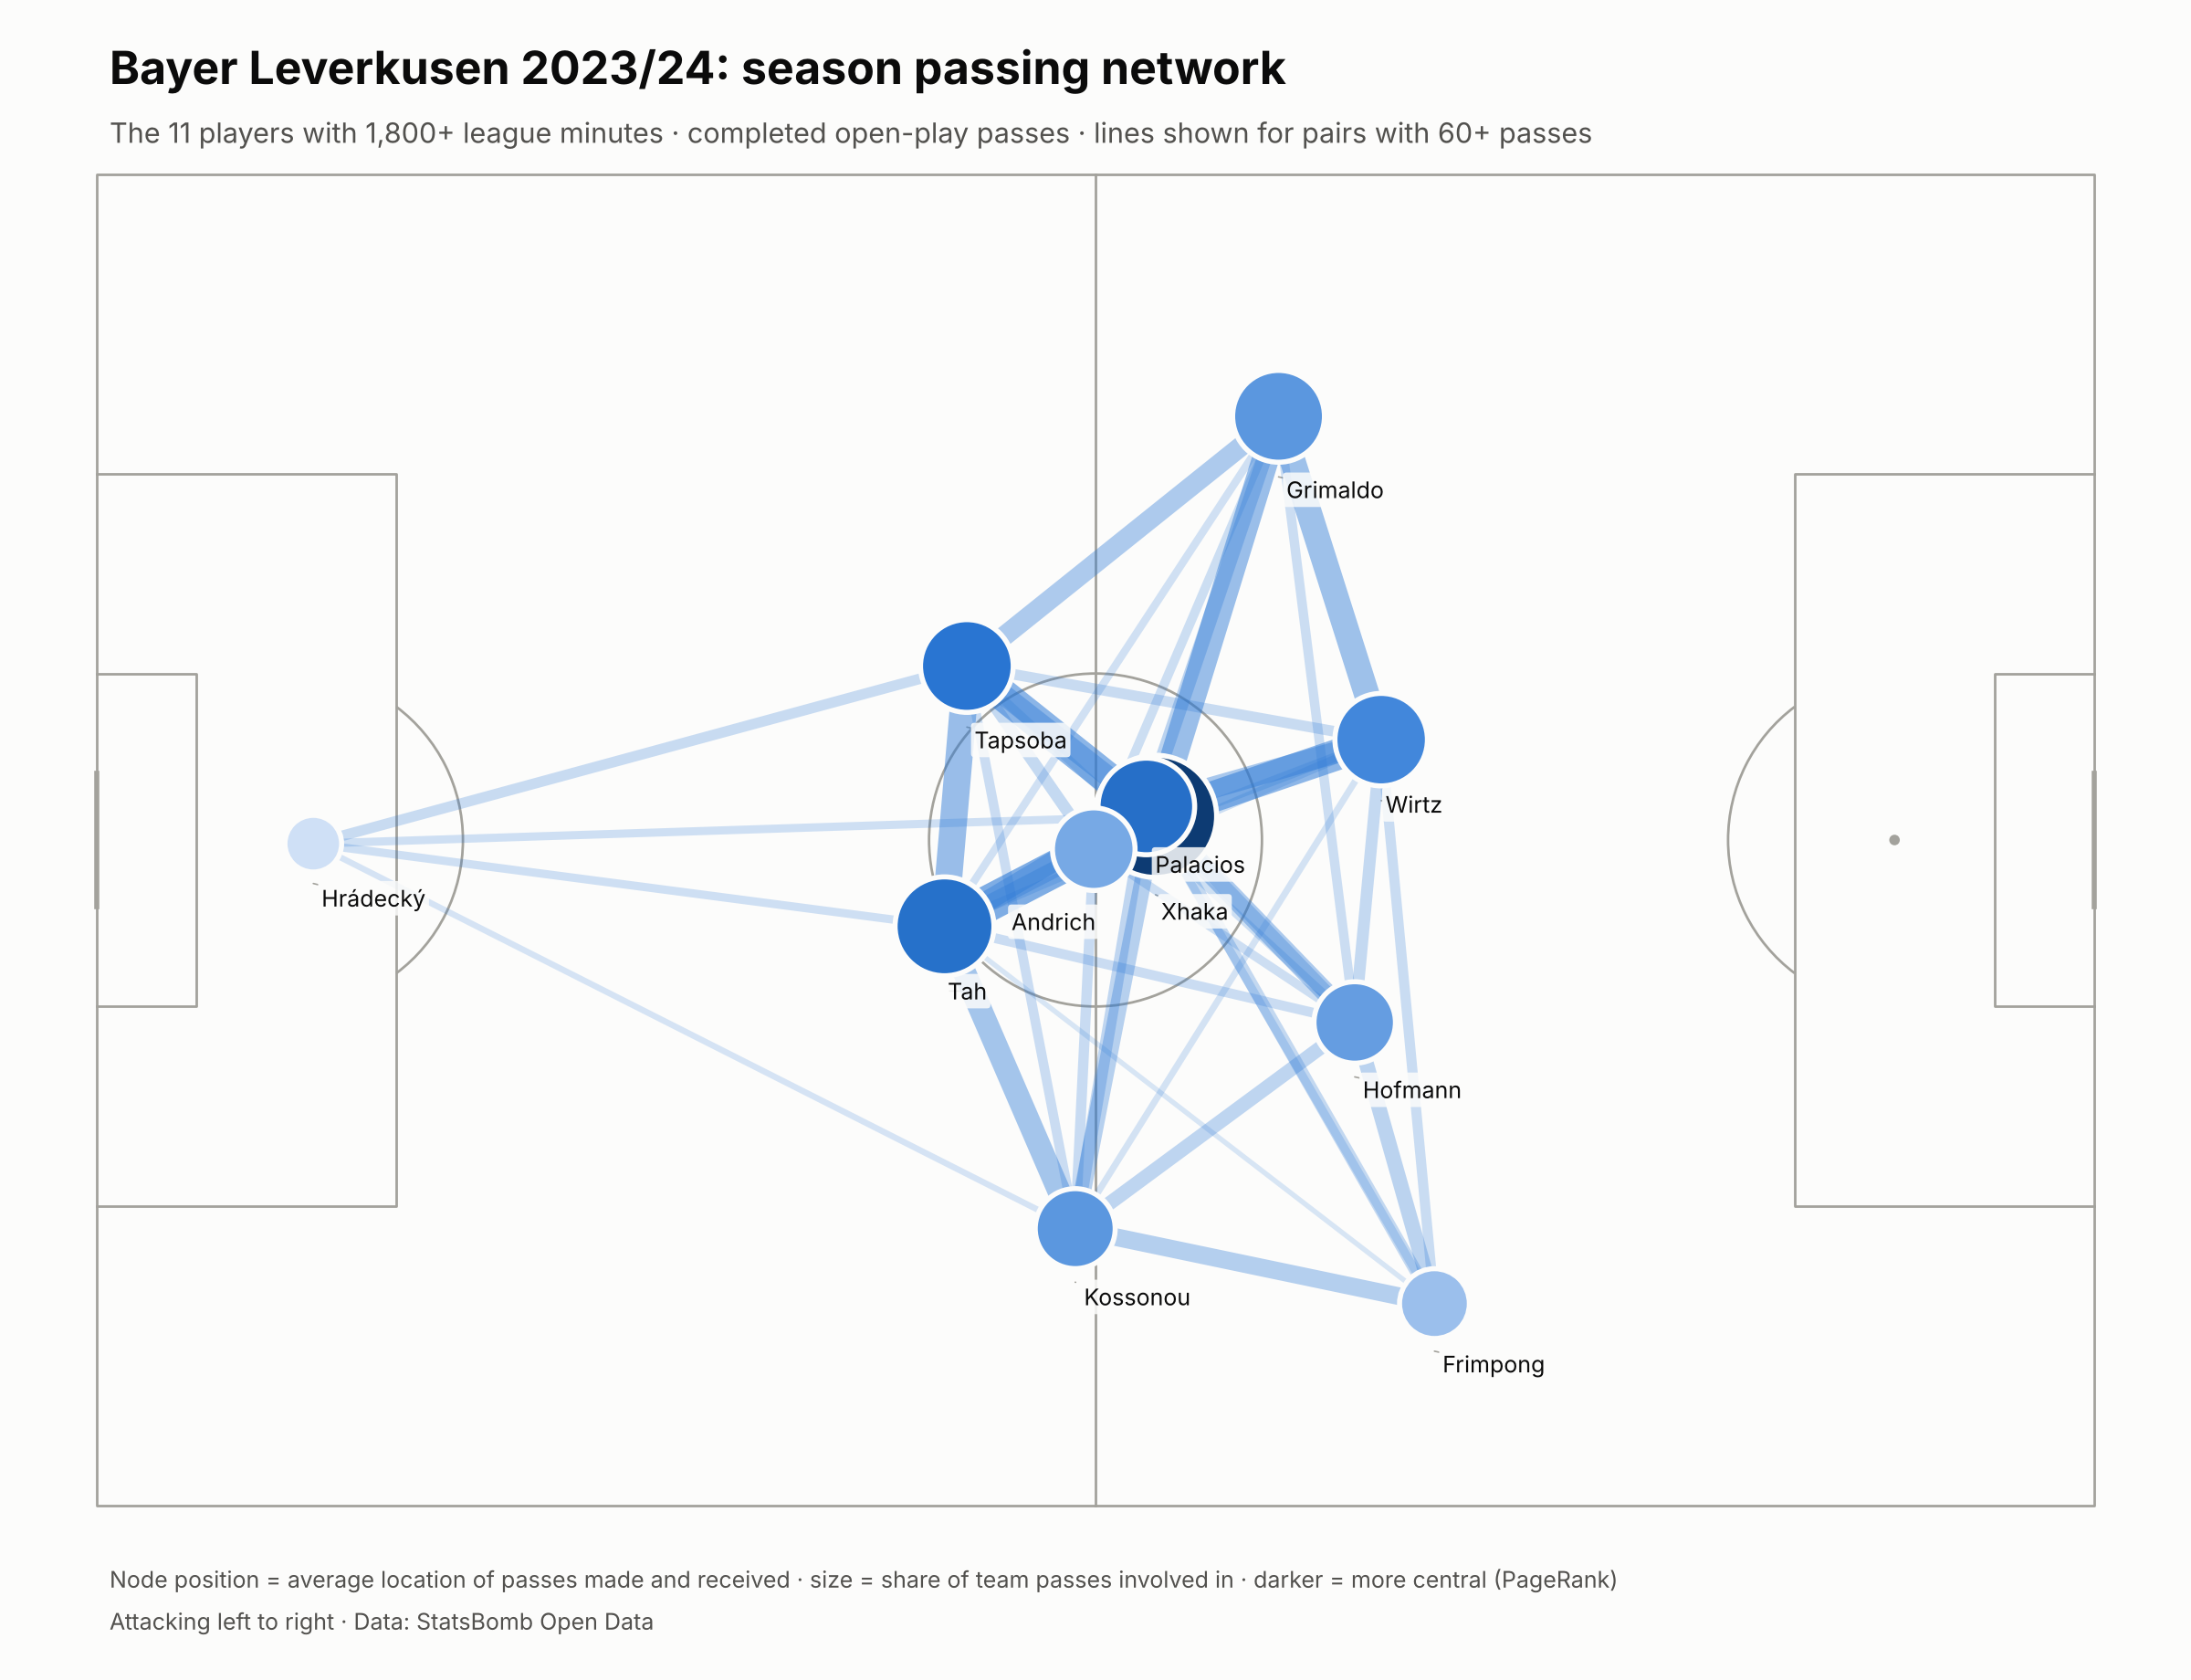 Bayer Leverkusen 2023/24: season passing network
The 11 players with 1,800+ league minutes · completed open-play passes · lines shown for pairs with 60+ passes
Grimaldo
Tapsoba
Wirtz
Palacios
Hrádecký
Xhaka
Andrich
Tah
Hofmann
Kossonou
Frimpong
Node position = average location of passes made and received · size = share of team passes involved in · darker = more central (PageRank)
Attacking left to right · Data: StatsBomb Open Data